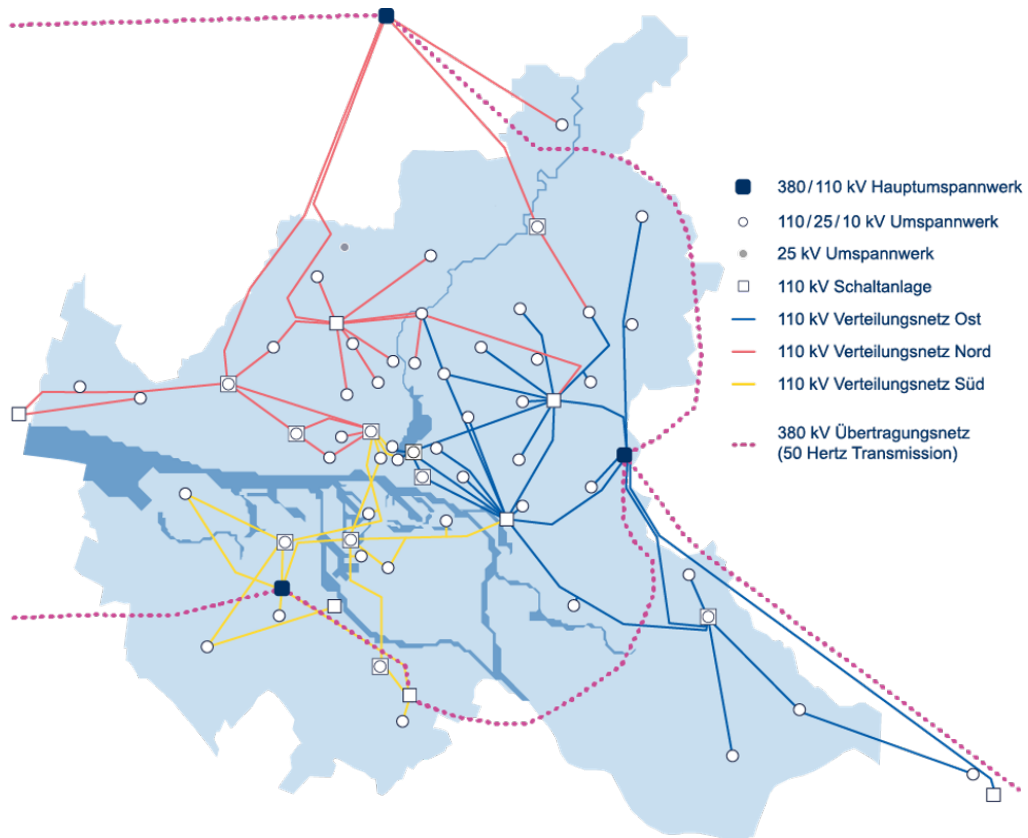 380/110 kV Hauptumspannwerk
110/25/10 kV Umspannwerk
25 kV Umspannwerk
110 kV Schaltanlage
110 kV Verteilungsnetz Ost
110 kV Verteilungsnetz Nord
110 kV Verteilungsnetz Süd
380 kV Übertragungsnetz
(50 Hertz Transmission)